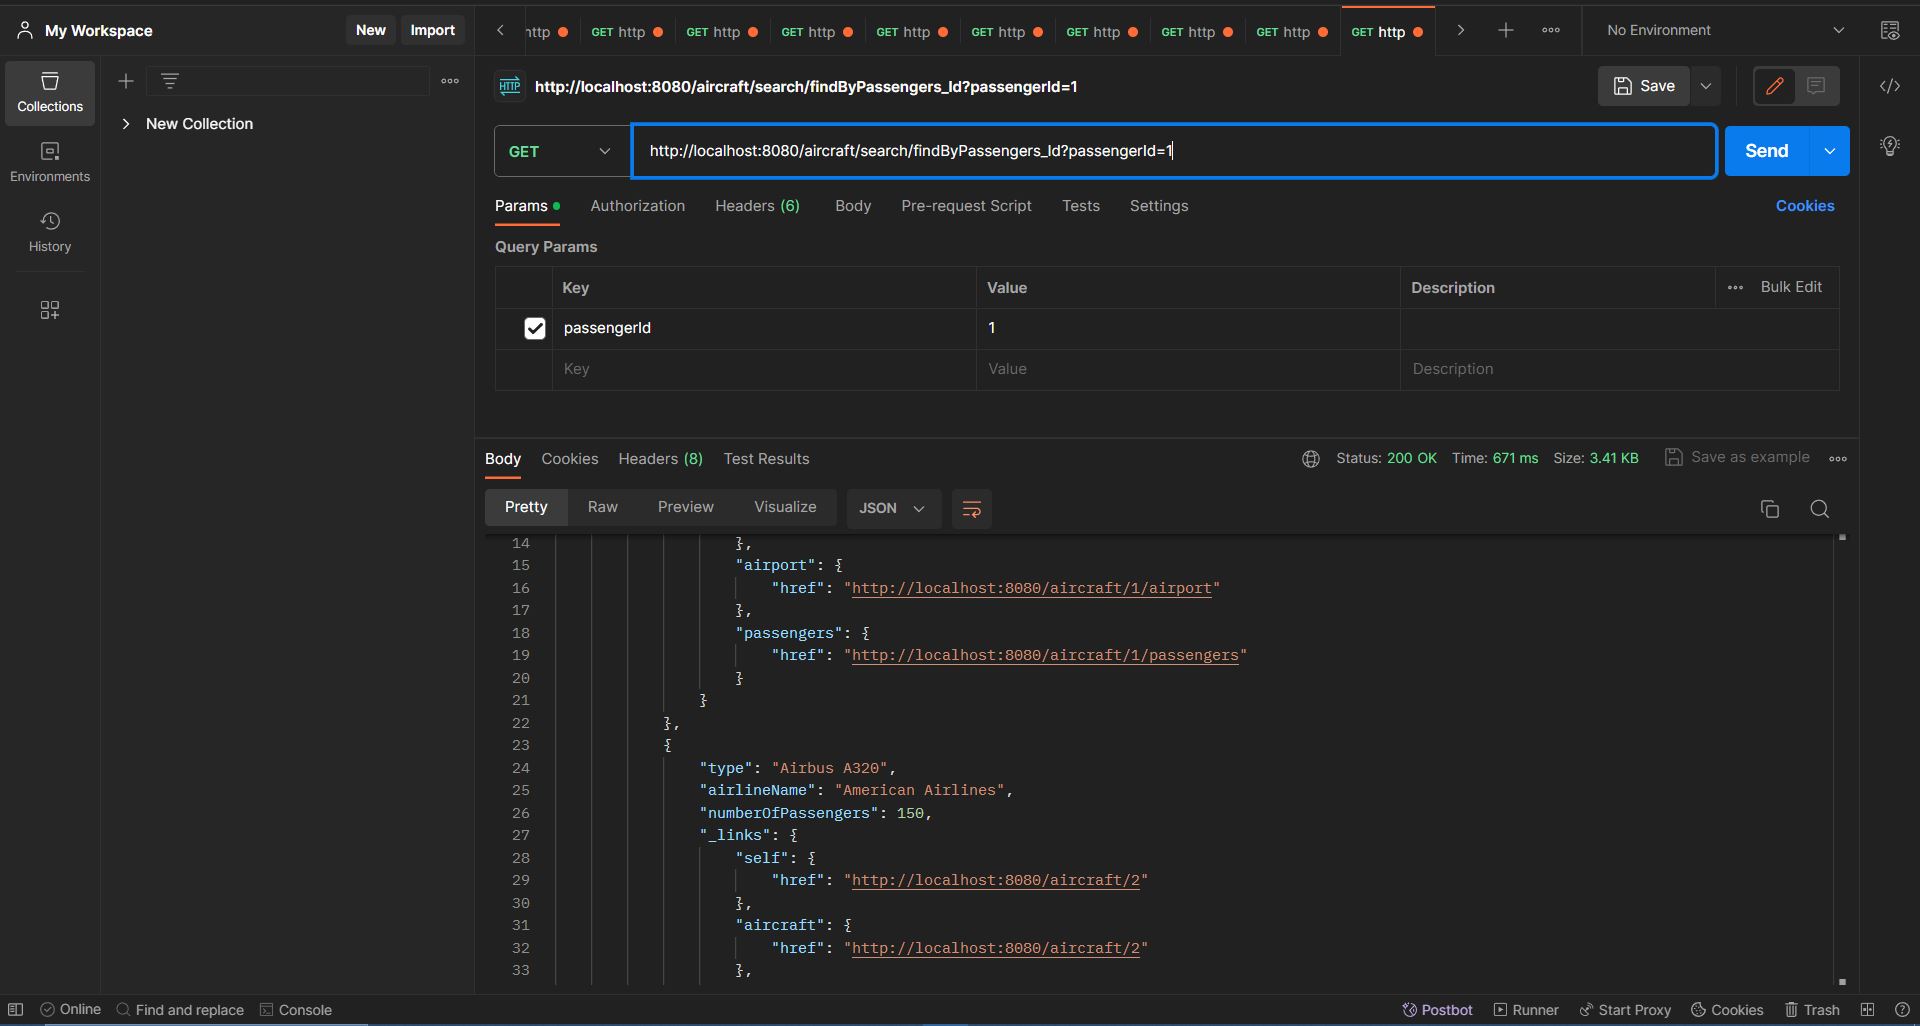 My Workspace
New
Import
http
GET http
GET http
GET http
GET http
GET http
GET http
GET http
GET http
GET http
No Environment
Collections
Environments
History
New Collection
HTTP
http://localhost:8080/aircraft/search/findByPassengers_Id?passengerId=1
Save
GET
http://localhost:8080/aircraft/search/findByPassengers_Id?passengerId=1
Send
Params
Authorization
Headers (6)
Body
Pre-request Script
Tests
Settings
Cookies
Query Params
Key
Value
Description
Bulk Edit
passengerId
1
Key
Value
Description
Body
Cookies
Headers (8)
Test Results
Status: 200 OK
Time: 671 ms
Size: 3.41 KB
Save as example
Pretty
Raw
Preview
Visualize
JSON
14 },
15 "airport": {
16 "href": "http://localhost:8080/aircraft/1/airport"
17 },
18 "passengers": {
19 "href": "http://localhost:8080/aircraft/1/passengers"
20 }
21 }
22 },
23 {
24 "type": "Airbus A320",
25 "airlineName": "American Airlines",
26 "numberOfPassengers": 150,
27 "_links": {
28 "self": {
29 "href": "http://localhost:8080/aircraft/2"
30 },
31 "aircraft": {
32 "href": "http://localhost:8080/aircraft/2"
33 },
Online
Find and replace
Console
Postbot
Runner
Start Proxy
Cookies
Trash